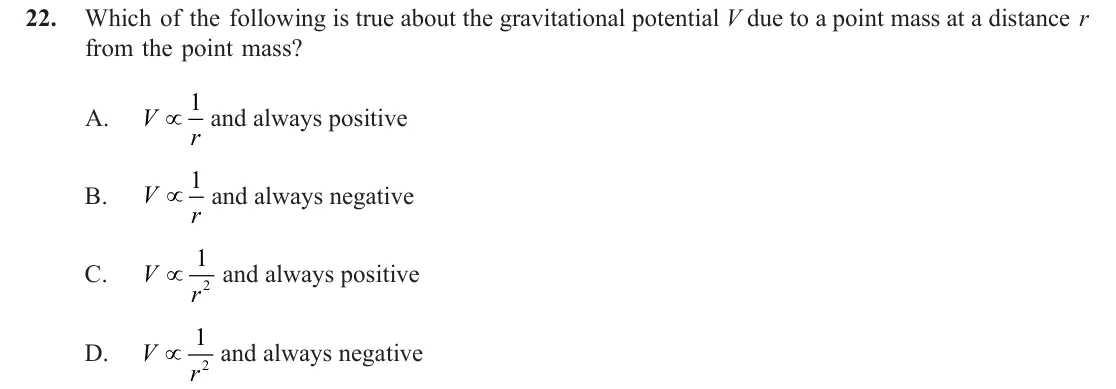 22. Which of the following is true about the gravitational potential V due to a point mass at a distance r
from the point mass?
A. V ∝ 1/r and always positive
B. V ∝ 1/r and always negative
C. V ∝ 1/r² and always positive
D. V ∝ 1/r² and always negative